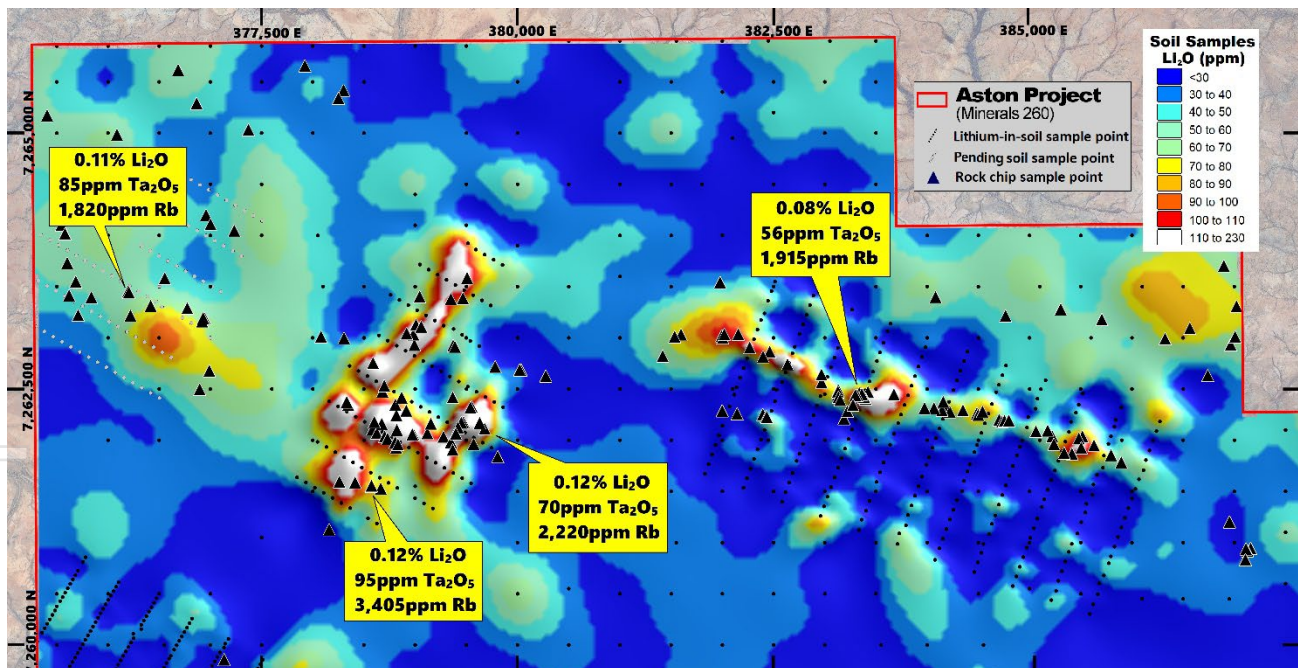 377,500 E
380,000 E
382,500 E
385,000 E
7,265,000 N
7,262,500 N
7,260,000 N
Soil Samples
LI₂O (ppm)
<30
30 to 40
40 to 50
50 to 60
60 to 70
70 to 80
80 to 90
90 to 100
100 to 110
110 to 230
Aston Project
(Minerals 260)
Lithium-in-soil sample point
Pending soil sample point
Rock chip sample point
0.11% Li₂O
85ppm Ta₂O₅
1,820ppm Rb
0.08% Li₂O
56ppm Ta₂O₅
1,915ppm Rb
0.12% Li₂O
70ppm Ta₂O₅
2,220ppm Rb
0.12% Li₂O
95ppm Ta₂O₅
3,405ppm Rb